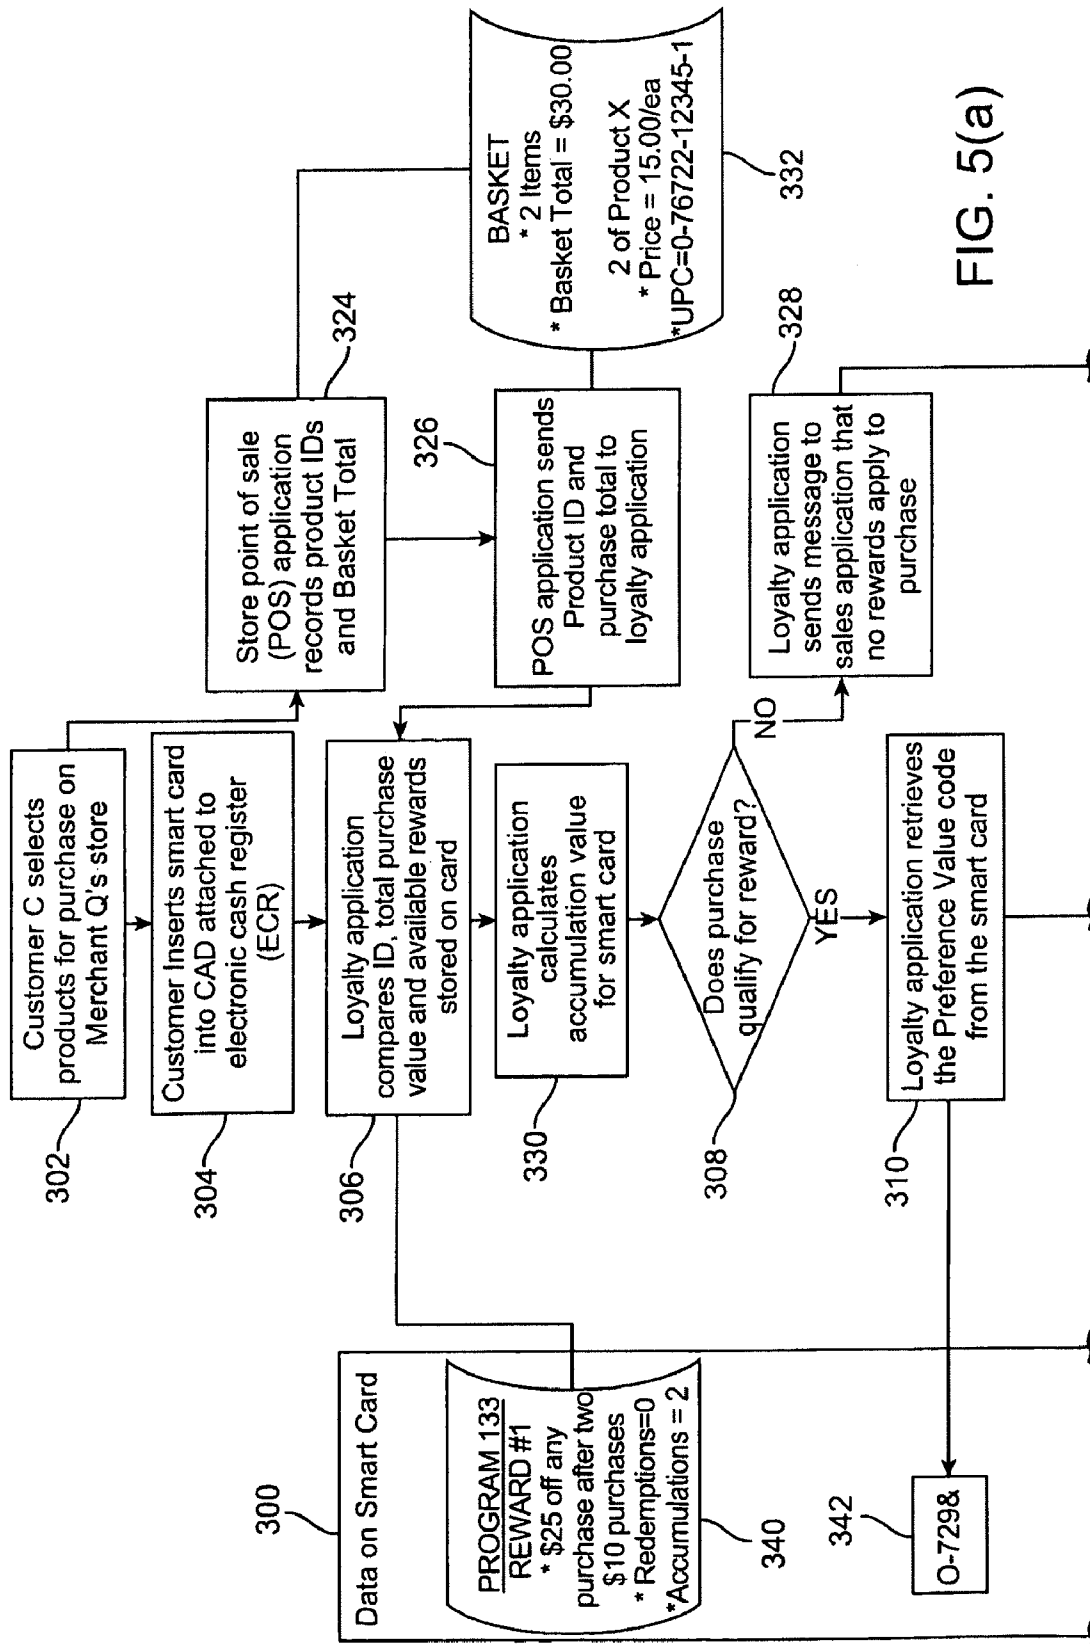 302
Customer C selects
products for purchase on
Merchant Q's store
304
Customer Inserts smart card
into CAD attached to
electronic cash register
(ECR)
324
Store point of sale
(POS) application
records product IDs
and Basket Total
300
Data on Smart Card
PROGRAM 133
REWARD #1
* $25 off any
purchase after two
$10 purchases
* Redemptions=0
*Accumulations = 2
340
306
Loyalty application
compares ID, total purchase
value and available rewards
stored on card
326
POS application sends
Product ID and
purchase total to
loyalty application
BASKET
* 2 Items
* Basket Total = $30.00
2 of Product X
* Price = 15.00/ea
*UPC=0-76722-12345-1
332
330
Loyalty application
calculates
accumulation value
for smart card
308
Does purchase
qualify for reward?
NO
YES
328
Loyalty application
sends message to
sales application that
no rewards apply to
purchase
342
O-729&
310
Loyalty application retrieves
the Preference Value code
from the smart card
FIG. 5(a)